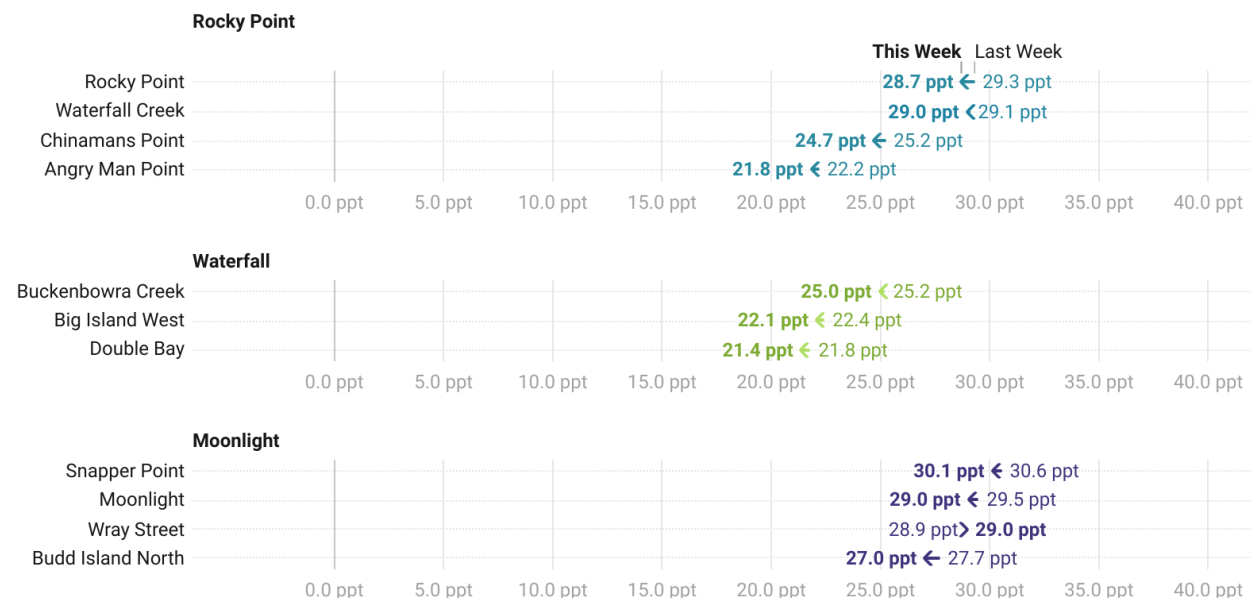 Rocky Point
This Week Last Week
Rocky Point 28.7 ppt 29.3 ppt
Waterfall Creek 29.0 ppt 29.1 ppt
Chinamans Point 24.7 ppt 25.2 ppt
Angry Man Point 21.8 ppt 22.2 ppt
0.0 ppt 5.0 ppt 10.0 ppt 15.0 ppt 20.0 ppt 25.0 ppt 30.0 ppt 35.0 ppt 40.0 ppt
Waterfall
Buckenbowra Creek 25.0 ppt 25.2 ppt
Big Island West 22.1 ppt 22.4 ppt
Double Bay 21.4 ppt 21.8 ppt
0.0 ppt 5.0 ppt 10.0 ppt 15.0 ppt 20.0 ppt 25.0 ppt 30.0 ppt 35.0 ppt 40.0 ppt
Moonlight
Snapper Point 30.1 ppt 30.6 ppt
Moonlight 29.0 ppt 29.5 ppt
Wray Street 28.9 ppt 29.0 ppt
Budd Island North 27.0 ppt 27.7 ppt
0.0 ppt 5.0 ppt 10.0 ppt 15.0 ppt 20.0 ppt 25.0 ppt 30.0 ppt 35.0 ppt 40.0 ppt